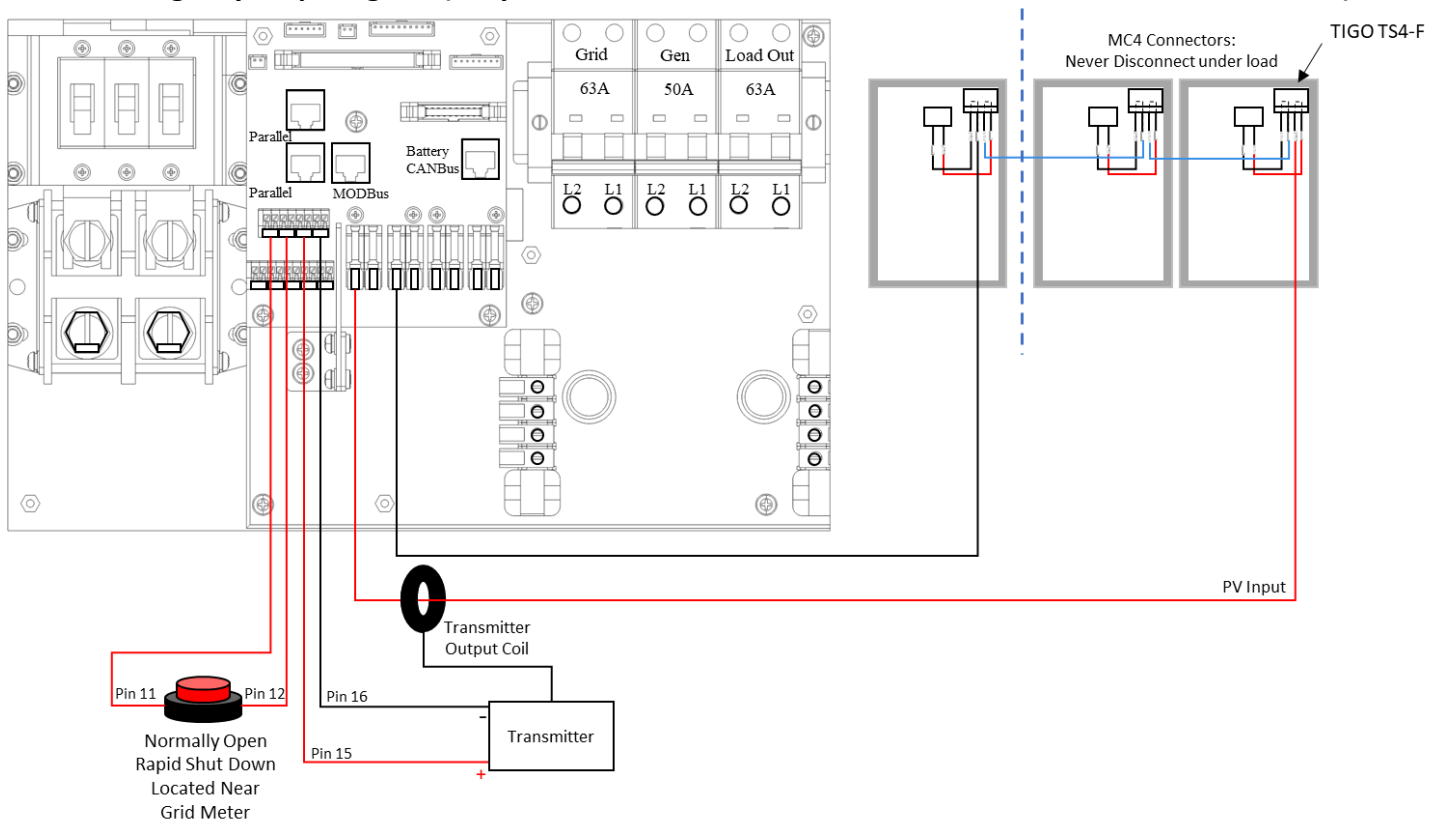 TIGO TS4-F
MC4 Connectors:
Never Disconnect under load
Grid
Gen
Load Out
63A
50A
63A
Parallel
Battery
CANBus
Parallel
MODBus
L2
L1
L2
L1
L2
L1
PV Input
Transmitter
Output Coil
Pin 11
Pin 12
Pin 16
-
Transmitter
Pin 15
+
Normally Open
Rapid Shut Down
Located Near
Grid Meter